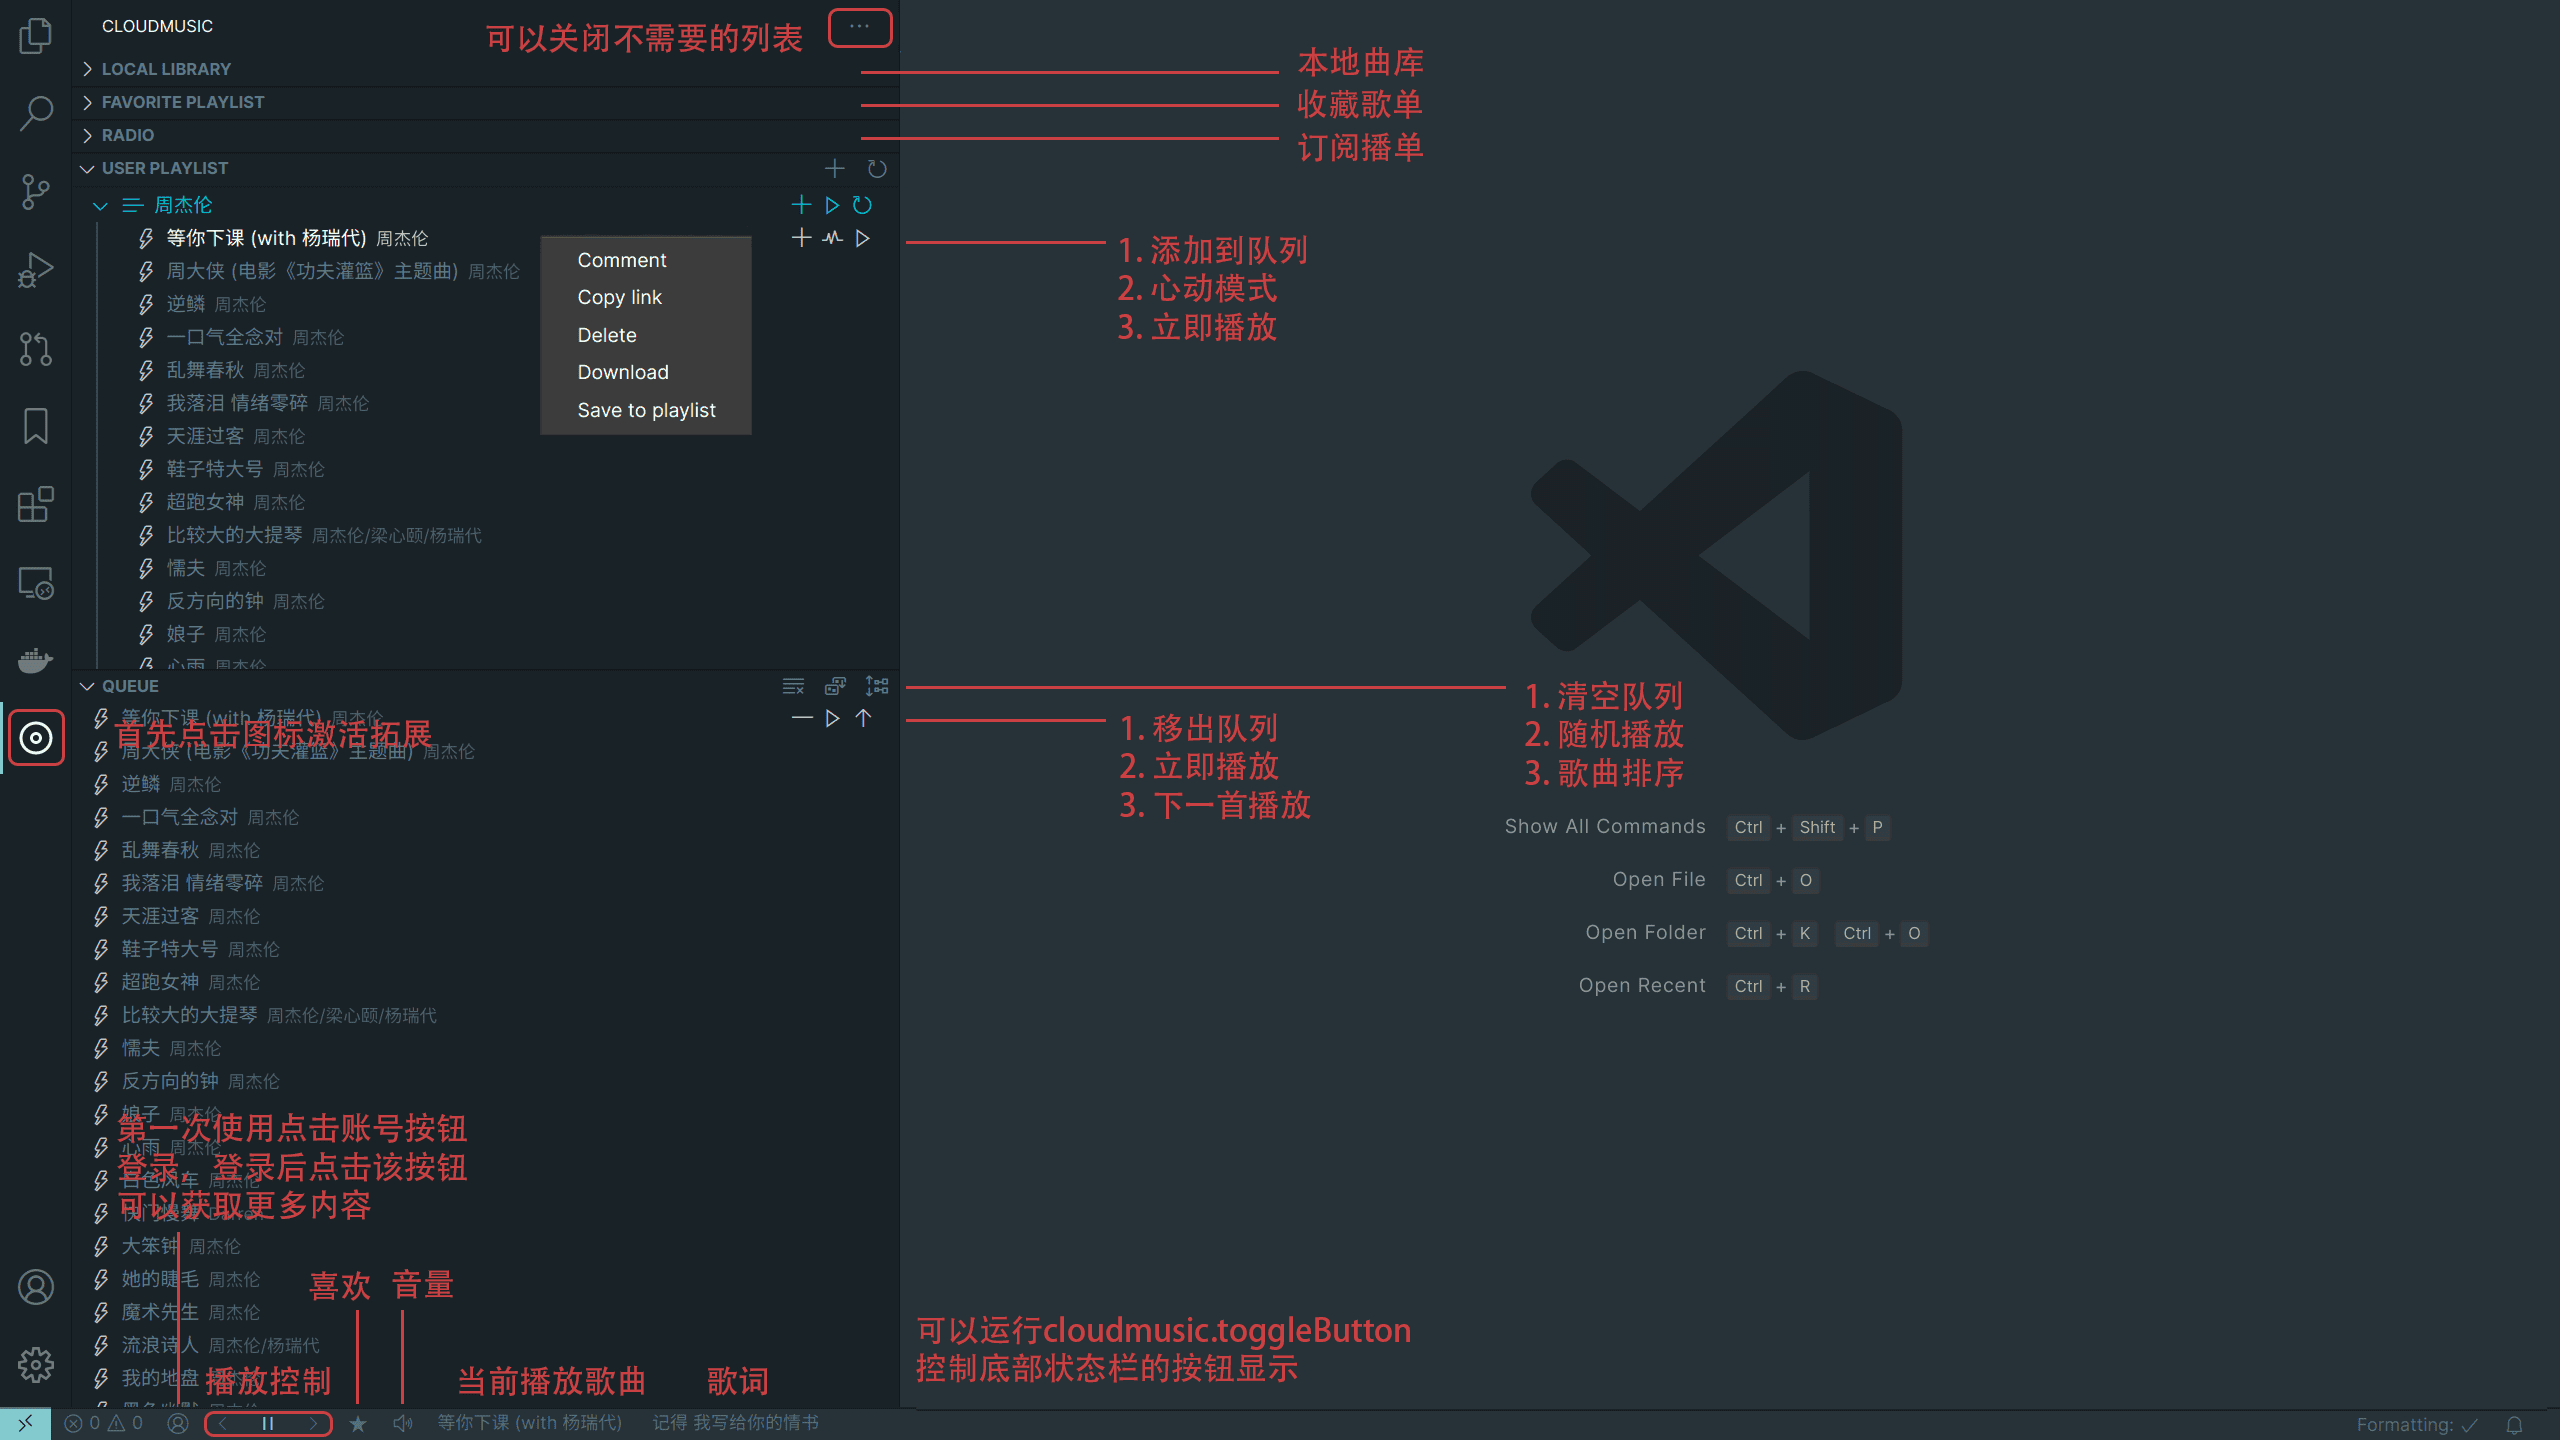 CLOUDMUSIC
可以关闭不需要的列表
LOCAL LIBRARY
本地曲库
FAVORITE PLAYLIST
收藏歌单
RADIO
订阅播单
USER PLAYLIST
周杰伦
等你下课 (with 杨瑞代) 周杰伦
周大侠 (电影《功夫灌篮》主题曲) 周杰伦
逆鳞 周杰伦
一口气全念对 周杰伦
乱舞春秋 周杰伦
我落泪 情绪零碎 周杰伦
天涯过客 周杰伦
鞋子特大号 周杰伦
超跑女神 周杰伦
比较大的大提琴 周杰伦/梁心颐/杨瑞代
懦夫 周杰伦
反方向的钟 周杰伦
娘子 周杰伦
心雨 周杰伦
Comment
Copy link
Delete
Download
Save to playlist
1. 添加到队列
2. 心动模式
3. 立即播放
QUEUE
等你下课 (with 杨瑞代) 周杰伦
首先点击图标激活拓展
周大侠 (电影《功夫灌篮》主题曲) 周杰伦
逆鳞 周杰伦
一口气全念对 周杰伦
乱舞春秋 周杰伦
我落泪 情绪零碎 周杰伦
天涯过客 周杰伦
鞋子特大号 周杰伦
超跑女神 周杰伦
比较大的大提琴 周杰伦/梁心颐/杨瑞代
懦夫 周杰伦
反方向的钟 周杰伦
娘子 周杰伦
心雨 周杰伦
第一次使用点击账号按钮
登录，登录后点击该按钮
可以获取更多内容
白色风车 周杰伦
快门慢舞
大笨钟 周杰伦
她的睫毛 周杰伦
魔术先生 周杰伦
流浪诗人 周杰伦/杨瑞代
我的地盘
1. 移出队列
2. 立即播放
3. 下一首播放
1. 清空队列
2. 随机播放
3. 歌曲排序
Show All Commands Ctrl + Shift + P
Open File Ctrl + O
Open Folder Ctrl + K Ctrl + O
Open Recent Ctrl + R
喜欢 音量
播放控制 当前播放歌曲 歌词
可以运行cloudmusic.toggleButton
控制底部状态栏的按钮显示
0 0 等你下课 (with 杨瑞代) 记得 我写给你的情书 Formatting: